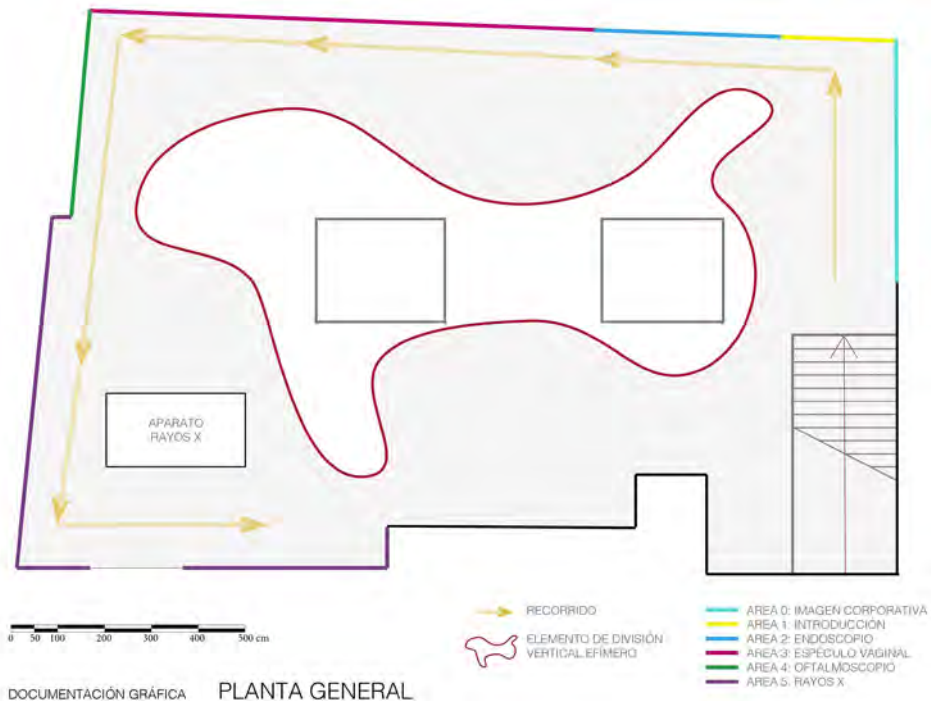 APARATO
RAYOS X
0 50 100 200 300 400 500 cm
RECORRIDO
ELEMENTO DE DIVISIÓN
VERTICAL EFÍMERO
AREA 0: IMAGEN CORPORATIVA
AREA 1: INTRODUCCIÓN
AREA 2: ENDOSCOPIO
AREA 3: ESPÉCULO VAGINAL
AREA 4: OFTALMOSCOPIO
AREA 5: RAYOS X
DOCUMENTACIÓN GRÁFICA PLANTA GENERAL